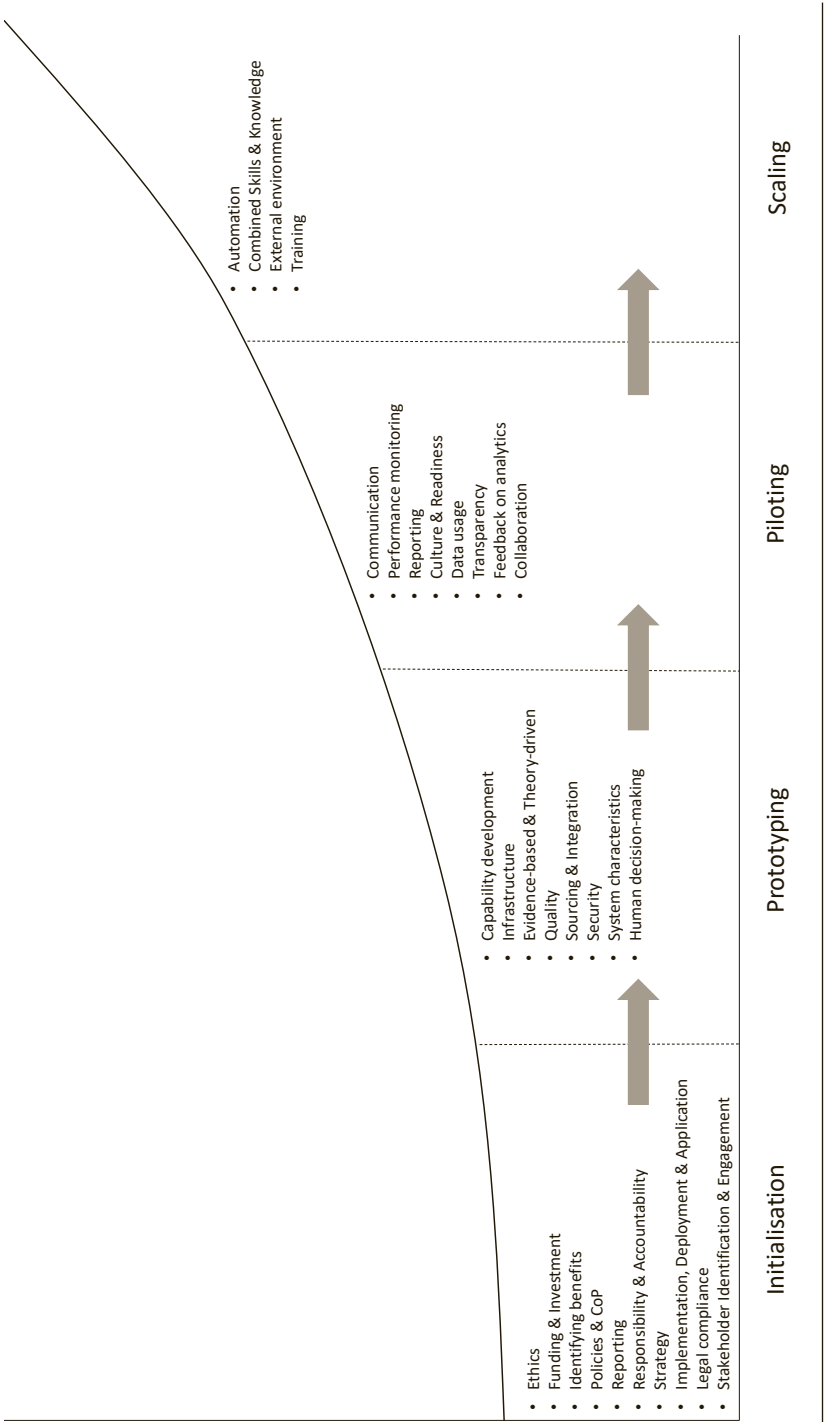 • Ethics
• Funding & Investment
• Identifying benefits
• Policies & CoP
• Reporting
• Responsibility & Accountability
• Strategy
• Implementation, Deployment & Application
• Legal compliance
• Stakeholder Identification & Engagement
Initialisation
• Capability development
• Infrastructure
• Evidence-based & Theory-driven
• Quality
• Sourcing & Integration
• Security
• System characteristics
• Human decision-making
Prototyping
• Communication
• Performance monitoring
• Reporting
• Culture & Readiness
• Data usage
• Transparency
• Feedback on analytics
• Collaboration
Piloting
• Automation
• Combined Skills & Knowledge
• External environment
• Training
Scaling